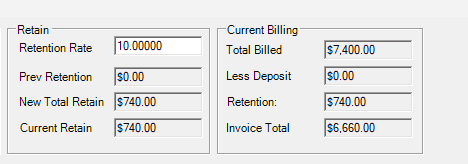 Retain
Retention Rate 10.00000
Prev Retention $0.00
New Total Retain $740.00
Current Retain $740.00
Current Billing
Total Billed $7,400.00
Less Deposit $0.00
Retention: $740.00
Invoice Total $6,660.00